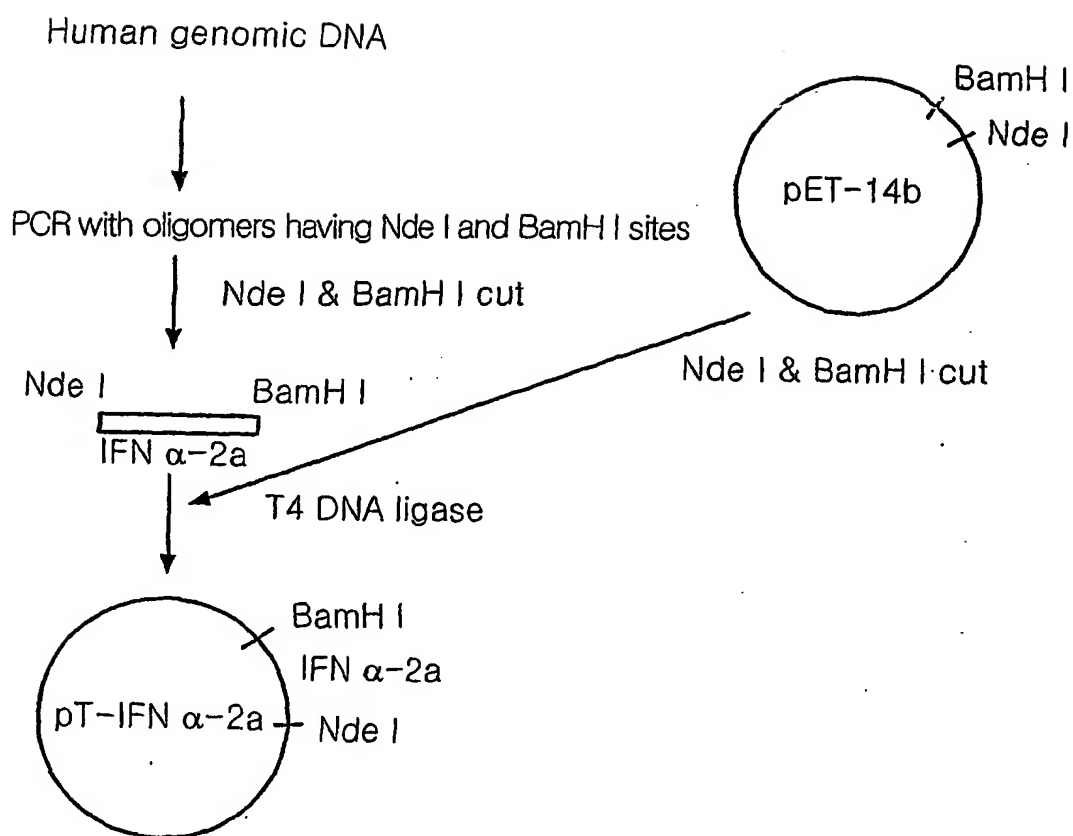 Human genomic DNA
BamH I
Nde I
pET-14b
PCR with oligomers having Nde I and BamH I sites
Nde I & BamH I cut
Nde I & BamH I cut
Nde I
BamH I
IFN α-2a
T4 DNA ligase
BamH I
IFN α-2a
pT-IFN α-2a
Nde I